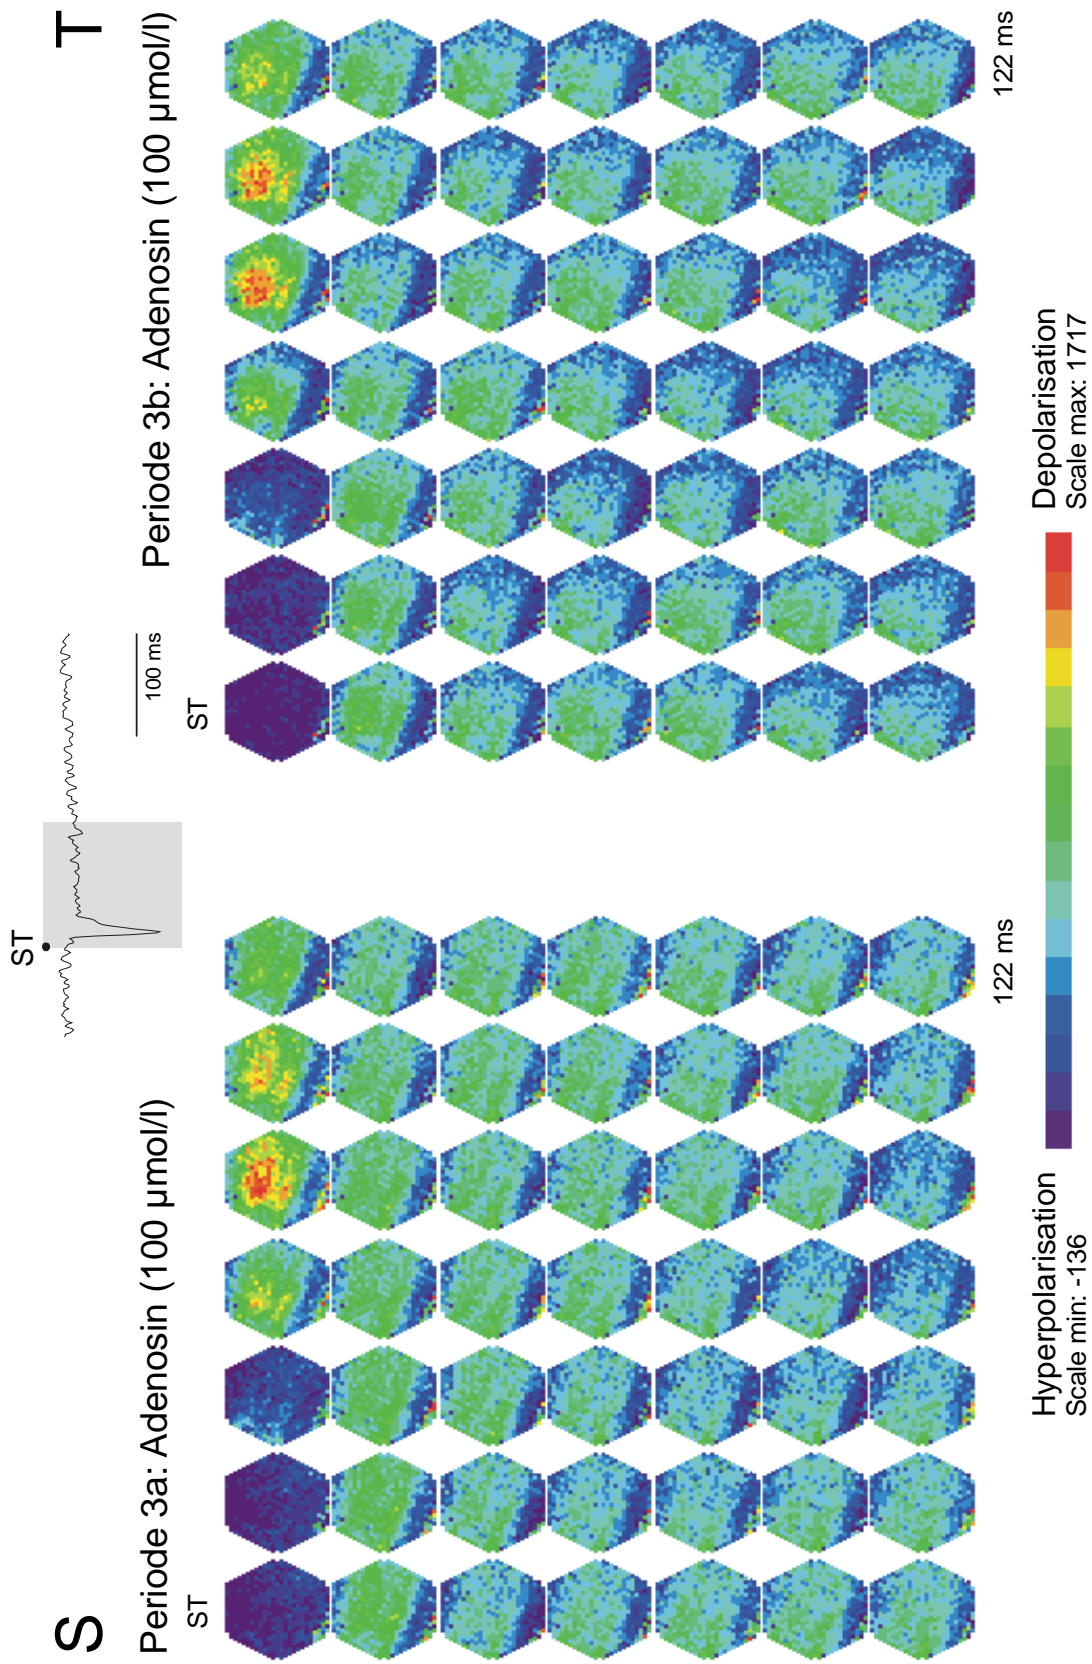 S
T
ST
100 ms
Periode 3a: Adenosin (100 µmol/l)
Periode 3b: Adenosin (100 µmol/l)
ST
ST
122 ms
122 ms
Hyperpolarisation
Scale min: -136
Depolarisation
Scale max: 1717